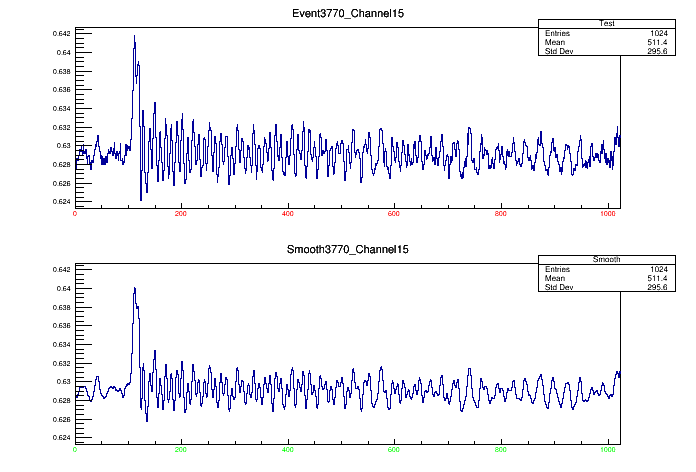 Event3770_Channel15
Test
Entries 1024
Mean 511.4
Std Dev 295.6
0.642
0.64
0.638
0.636
0.634
0.632
0.63
0.628
0.626
0.624
0 200 400 600 800 1000
Smooth3770_Channel15
Smooth
Entries 1024
Mean 511.4
Std Dev 295.6
0.642
0.64
0.638
0.636
0.634
0.632
0.63
0.628
0.626
0.624
0 200 400 600 800 1000